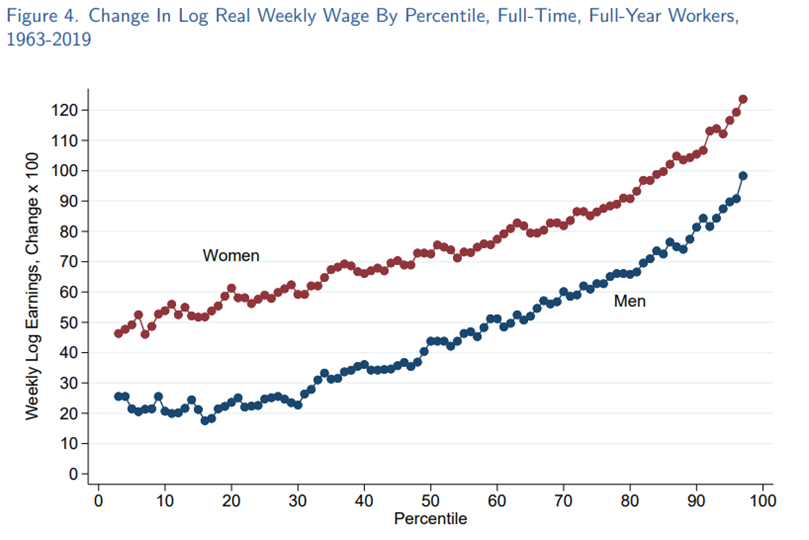 Figure 4. Change In Log Real Weekly Wage By Percentile, Full-Time, Full-Year Workers,
1963-2019
120
110
100
90
80
70
60
50
40
30
20
10
0
Weekly Log Earnings, Change x 100
Women
Men
0 10 20 30 40 50 60 70 80 90 100
Percentile